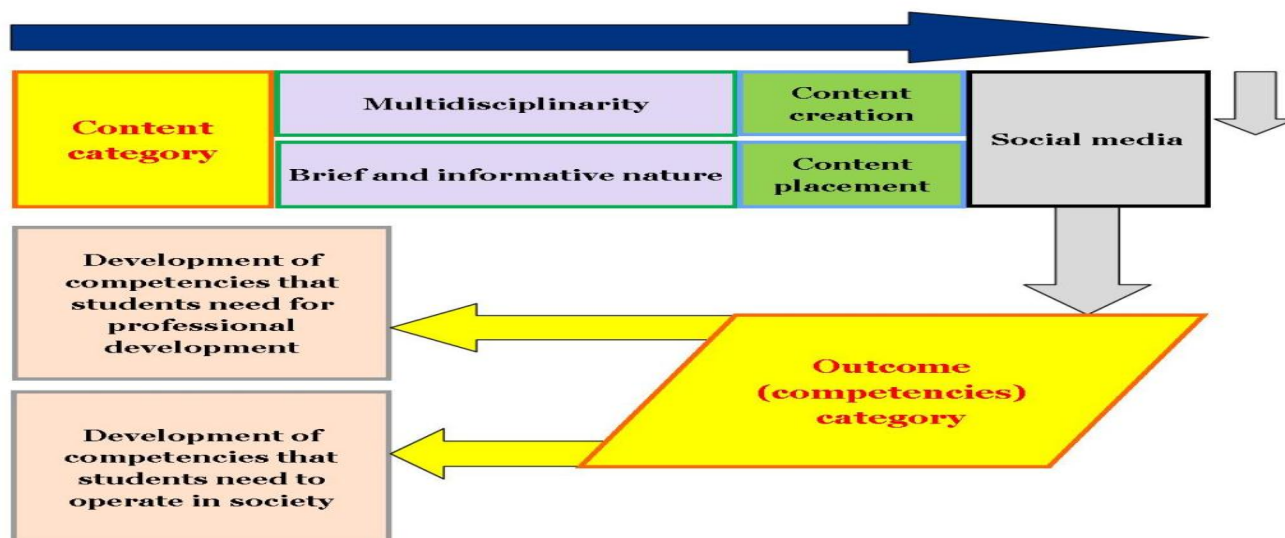 Content
category
Multidisciplinarity
Brief and informative nature
Content
creation
Content
placement
Social media
Development of
competencies that
students need for
professional
development
Development of
competencies that
students need to
operate in society
Outcome
(competencies)
category